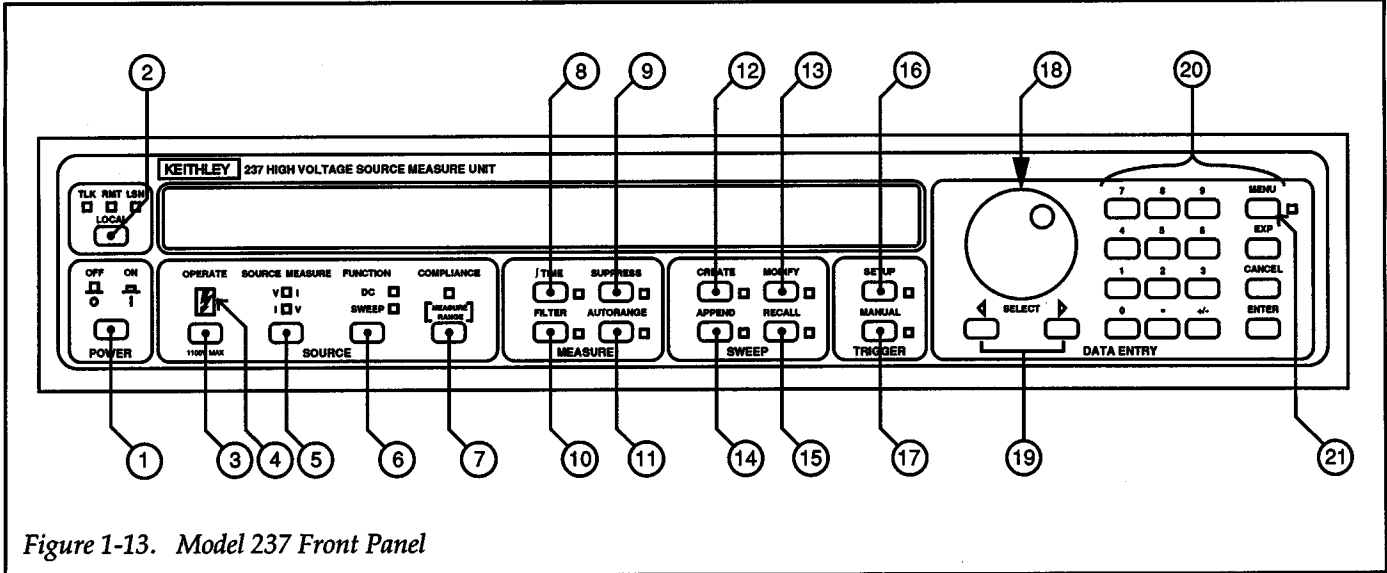 2 8 9 12 13 16 18 20
KEITHLEY 237 HIGH VOLTAGE SOURCE MEASURE UNIT
TLK RMT LSN
LOCAL
7 8 9 MENU
4 5 6 EXP
OFF ON OPERATE SOURCE MEASURE FUNCTION COMPLIANCE ∫ TIME SUPPRESS CREATE MODIFY SETUP 1 2 3 CANCEL
V I DC
O I I V SWEEP MEASURE RANGE FILTER AUTORANGE APPEND RECALL MANUAL SELECT 0 +/- ENTER
1100V MAX
POWER SOURCE MEASURE SWEEP TRIGGER DATA ENTRY
1 3 4 5 6 7 10 11 14 15 17 19 21
Figure 1-13. Model 237 Front Panel